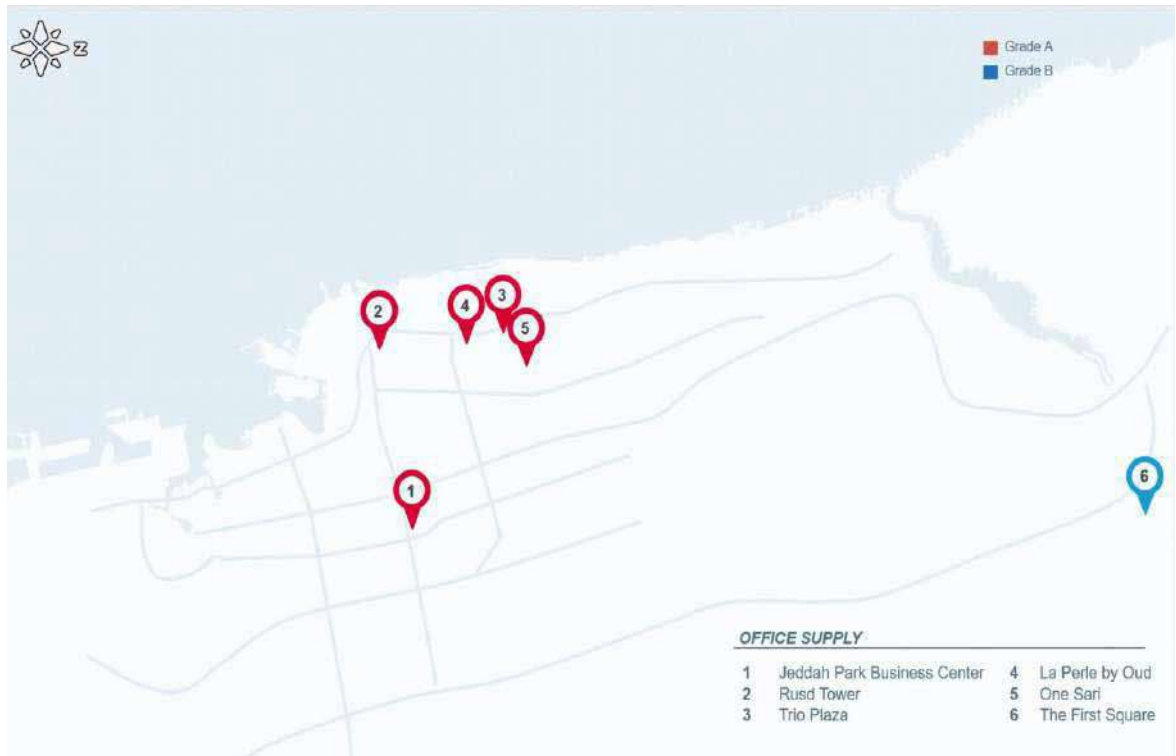 N
Grade A
Grade B
3
2
4
5
1
6
OFFICE SUPPLY
1 Jeddah Park Business Center 4 La Perle by Oud
2 Rusd Tower 5 One Sari
3 Trio Plaza 6 The First Square